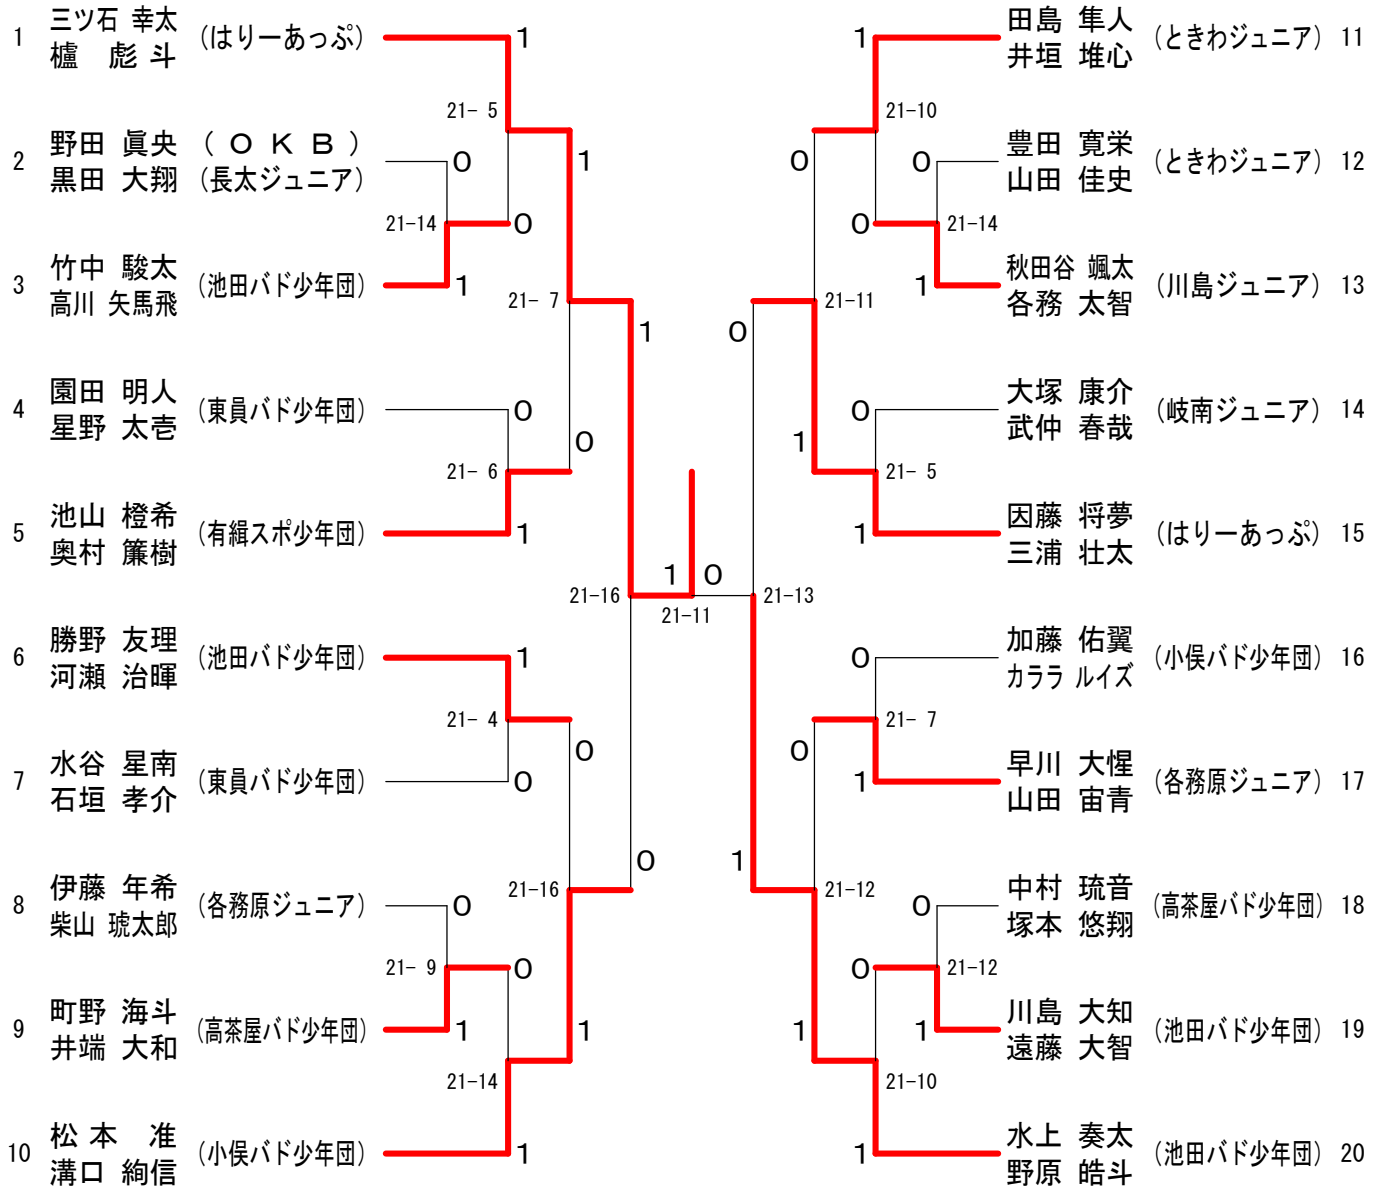 1 三ツ石 幸太 (はりーあっぷ) 1
櫨 彪斗
21- 5
2 野田 眞央 (ＯＫＢ) 0 1
黒田 大翔 (長太ジュニア)
21-14 0
3 竹中 駿太 (池田バド少年団) 1
高川 矢馬飛
21- 7
1
4 園田 明人 (東員バド少年団) 0
星野 太壱
0
21- 6
5 池山 橙希 (有緝スポ少年団) 1
奥村 簾樹
21-16
6 勝野 友理 (池田バド少年団) 1
河瀬 治暉
21- 4
0
7 水谷 星南 (東員バド少年団) 0
石垣 孝介
0
21-16
8 伊藤 年希 (各務原ジュニア) 0
柴山 琥太郎
21- 9 0
9 町野 海斗 (高茶屋バド少年団) 1 1
井端 大和
21-14
10 松本 准 (小俣バド少年団) 1
溝口 絢信
1 0
21-11
1 田島 隼人 (ときわジュニア) 11
井垣 堆心
21-10
0 0 豊田 寛栄 (ときわジュニア) 12
山田 佳史
0 21-14
1 秋田谷 颯太 (川島ジュニア) 13
各務 太智
21-11
0
0 大塚 康介 (岐南ジュニア) 14
武仲 春哉
1
21- 5
1 因藤 将夢 (はりーあっぷ) 15
三浦 壮太
21-13
0 加藤 佑翼 (小俣バド少年団) 16
カララ ルイズ
21- 7
0
1 早川 大惺 (各務原ジュニア) 17
山田 宙青
1
21-12
0 中村 琉音 (高茶屋バド少年団) 18
塚本 悠翔
0 21-12
1 1 川島 大知 (池田バド少年団) 19
遠藤 大智
21-10
1 水上 奏太 (池田バド少年団) 20
野原 皓斗